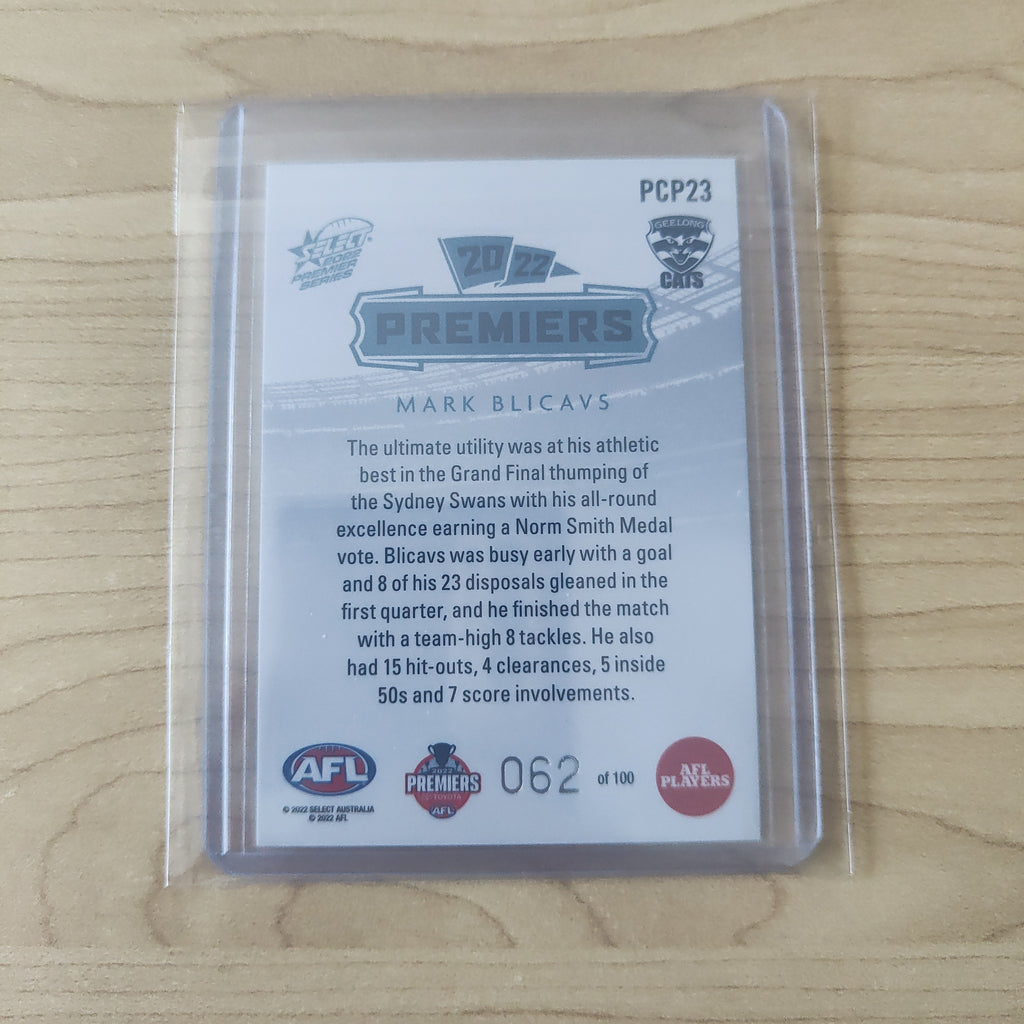 PCP23
SELECT
2022
PREMIER
SERIES
GEELONG
CATS
2022
PREMIERS
MARK BLICAVS
The ultimate utility was at his athletic
best in the Grand Final thumping of
the Sydney Swans with his all-round
excellence earning a Norm Smith Medal
vote. Blicavs was busy early with a goal
and 8 of his 23 disposals gleaned in the
first quarter, and he finished the match
with a team-high 8 tackles. He also
had 15 hit-outs, 4 clearances, 5 inside
50s and 7 score involvements.
AFL
© 2022 SELECT AUSTRALIA
© 2022 AFL
2022
PREMIERS
TOYOTA
AFL
062 OF 100
AFL
PLAYERS